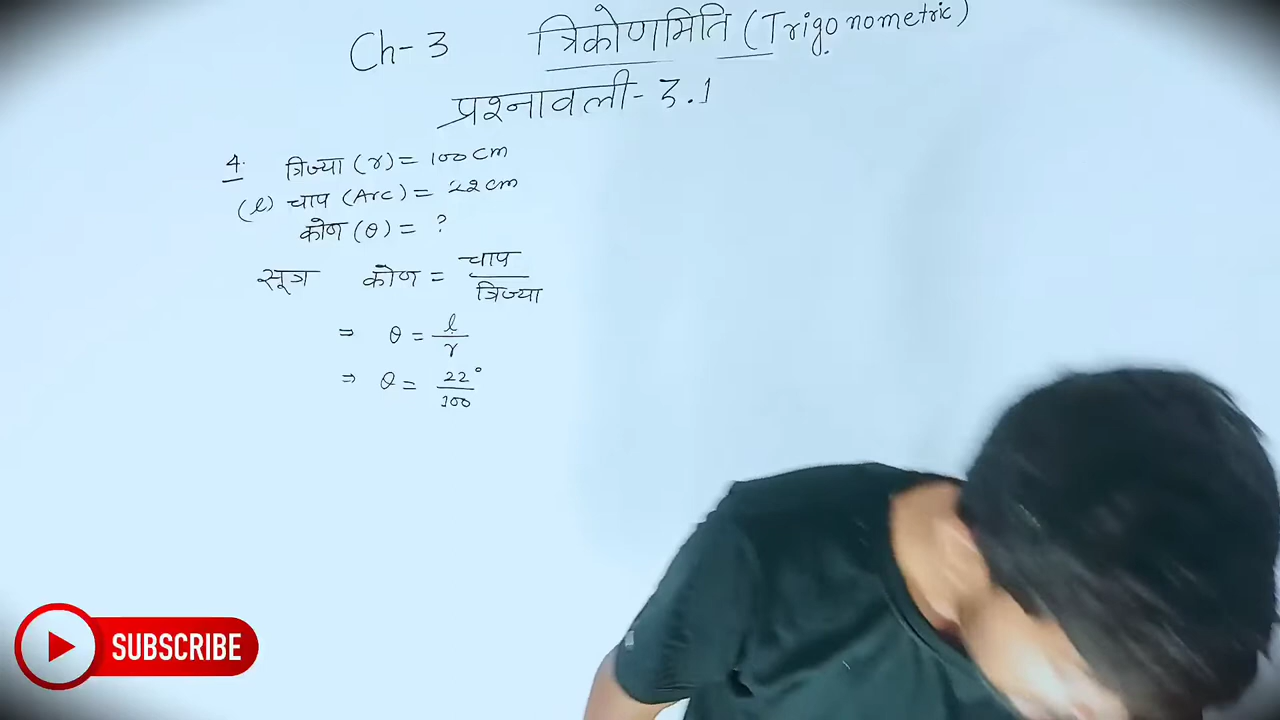 Ch-3 त्रिकोणमिति (Trigonometric)
प्रश्नावली-3.1
4. त्रिज्या (r) = 100 cm
(l) चाप (Arc) = 22 cm
कोण (θ) = ?
सूत्र कोण = चाप / त्रिज्या
⇒ θ = l / r
⇒ θ = 22° / 100
SUBSCRIBE